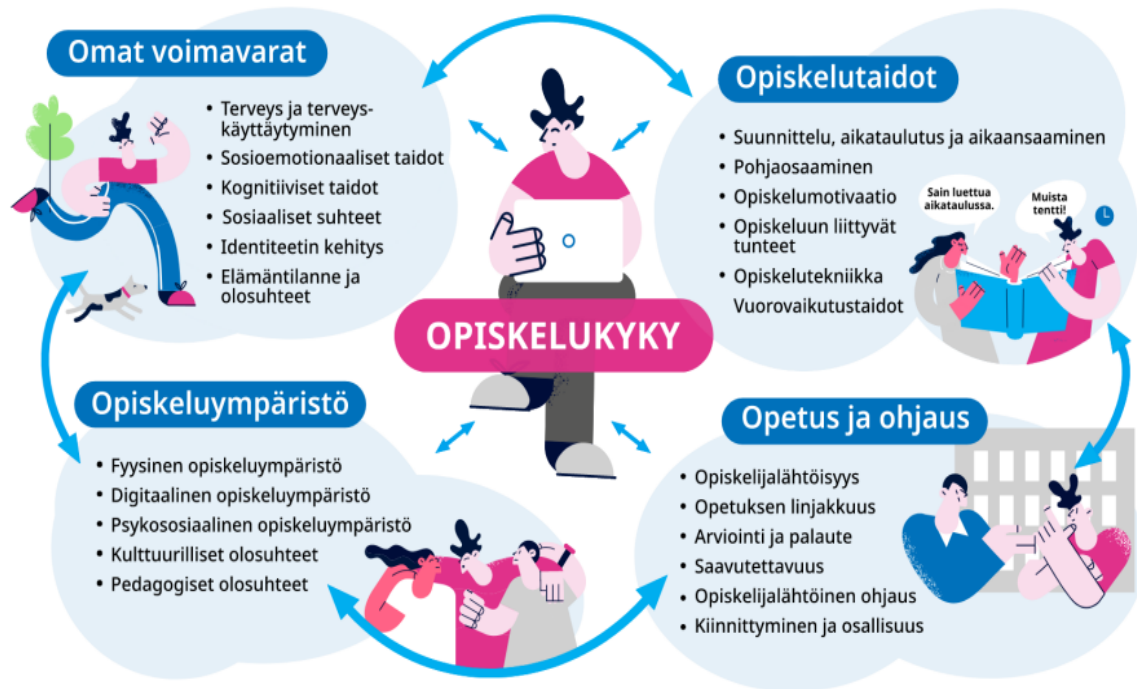 Omat voimavarat
• Terveys ja terveys-
käyttäytyminen
• Sosioemotionaaliset taidot
• Kognitiiviset taidot
• Sosiaaliset suhteet
• Identiteetin kehitys
• Elämäntilanne ja
olosuhteet
Opiskelutaidot
• Suunnittelu, aikataulutus ja aikaansaaminen
• Pohjaosaaminen
• Opiskelumotivaatio
• Opiskeluun liittyvät
tunteet
• Opiskelutekniikka
Vuorovaikutustaidot
Sain luettua
aikataulussa.
Muista
tentti!
OPISKELUKYKY
Opiskeluympäristö
• Fyysinen opiskeluympäristö
• Digitaalinen opiskeluympäristö
• Psykososiaalinen opiskeluympäristö
• Kulttuurilliset olosuhteet
• Pedagogiset olosuhteet
Opetus ja ohjaus
• Opiskelijalähtöisyys
• Opetuksen linjakkuus
• Arviointi ja palaute
• Saavutettavuus
• Opiskelijalähtöinen ohjaus
• Kiinnittyminen ja osallisuus